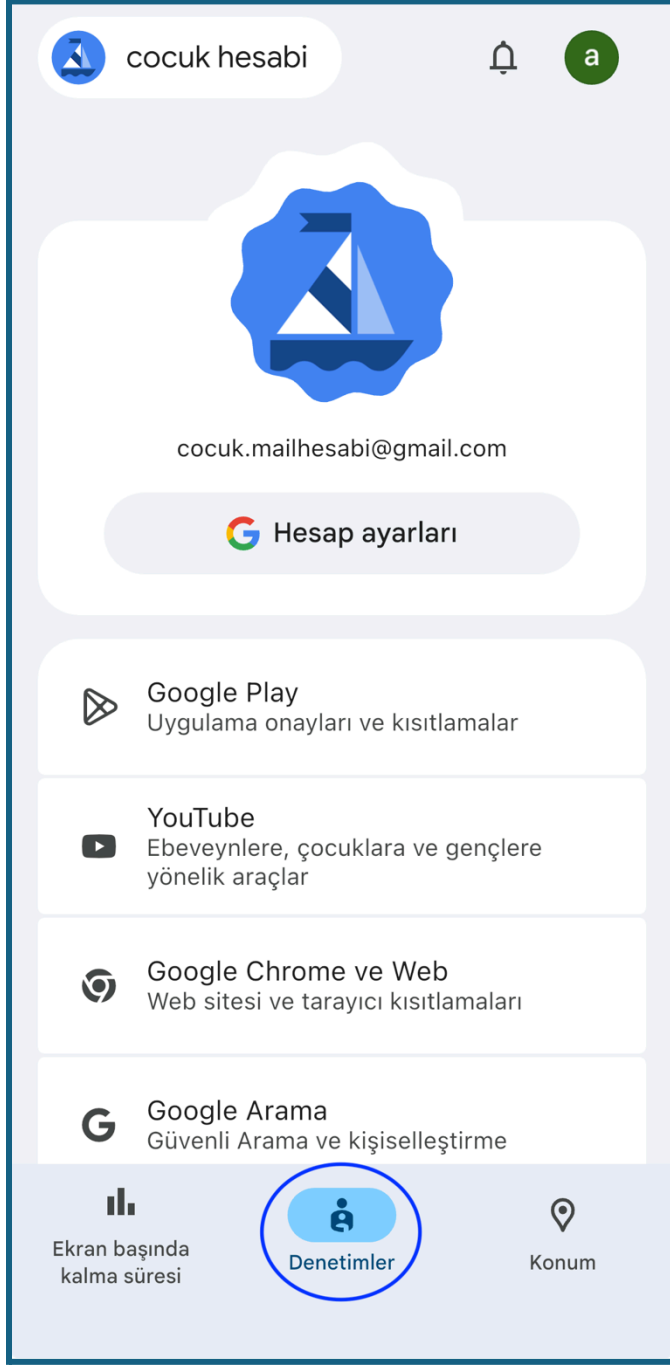 cocuk hesabi
a
cocuk.mailhesabi@gmail.com
Hesap ayarları
Google Play
Uygulama onayları ve kısıtlamalar
YouTube
Ebeveynlere, çocuklara ve gençlere
yönelik araçlar
Google Chrome ve Web
Web sitesi ve tarayıcı kısıtlamaları
Google Arama
Güvenli Arama ve kişiselleştirme
Ekran başında
kalma süresi
Denetimler
Konum